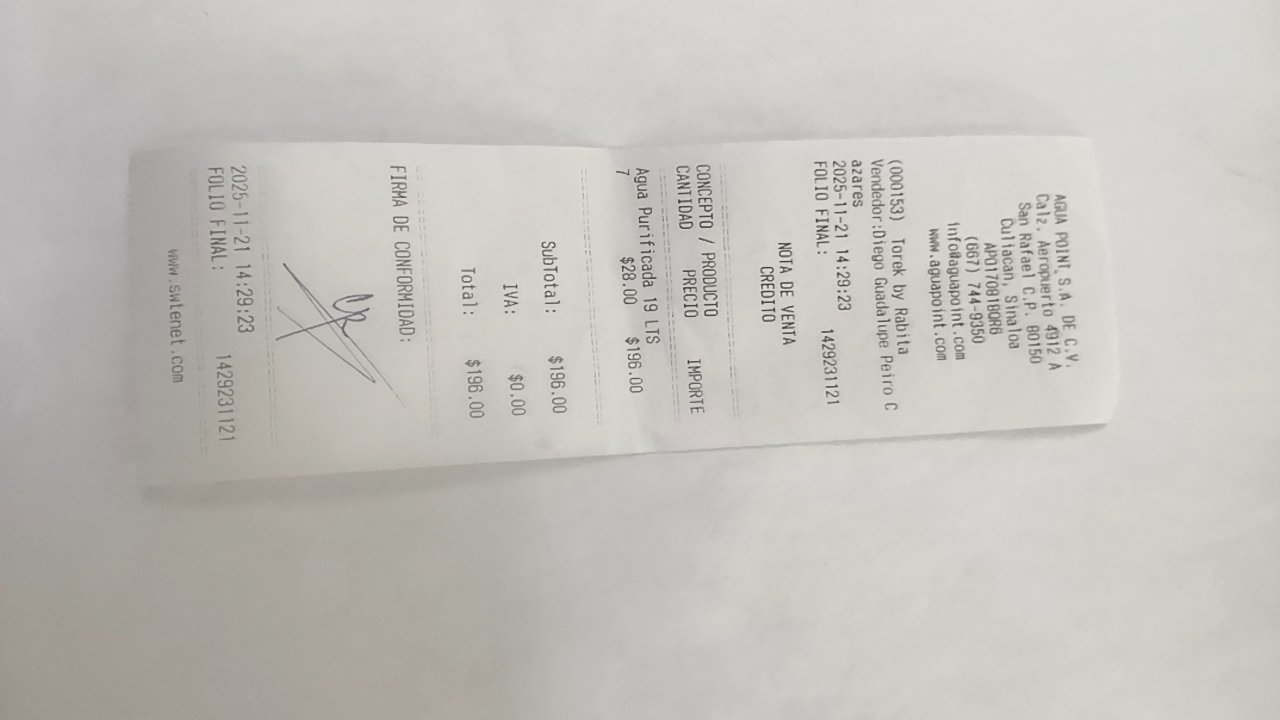 AGUA POINT S.A. DE C.V.
Calz. Aeropuerto 4912 A
San Rafael C.P. 80150
Culiacan, Sinaloa
APO170818QR6
(667) 744-9350
info@aguapoint.com
www.aguapoint.com
(000153) Torek by Rabita
Vendedor:Diego Guadalupe Peiro C
azares
2025-11-21 14:29:23
FOLIO FINAL: 1429231121
NOTA DE VENTA
CREDITO
CONCEPTO / PRODUCTO
CANTIDAD PRECIO IMPORTE
Agua Purificada 19 LTS
7 $28.00 $196.00
SubTotal: $196.00
IVA: $0.00
Total: $196.00
FIRMA DE CONFORMIDAD:
2025-11-21 14:29:23
FOLIO FINAL: 1429231121
www.swtenet.com